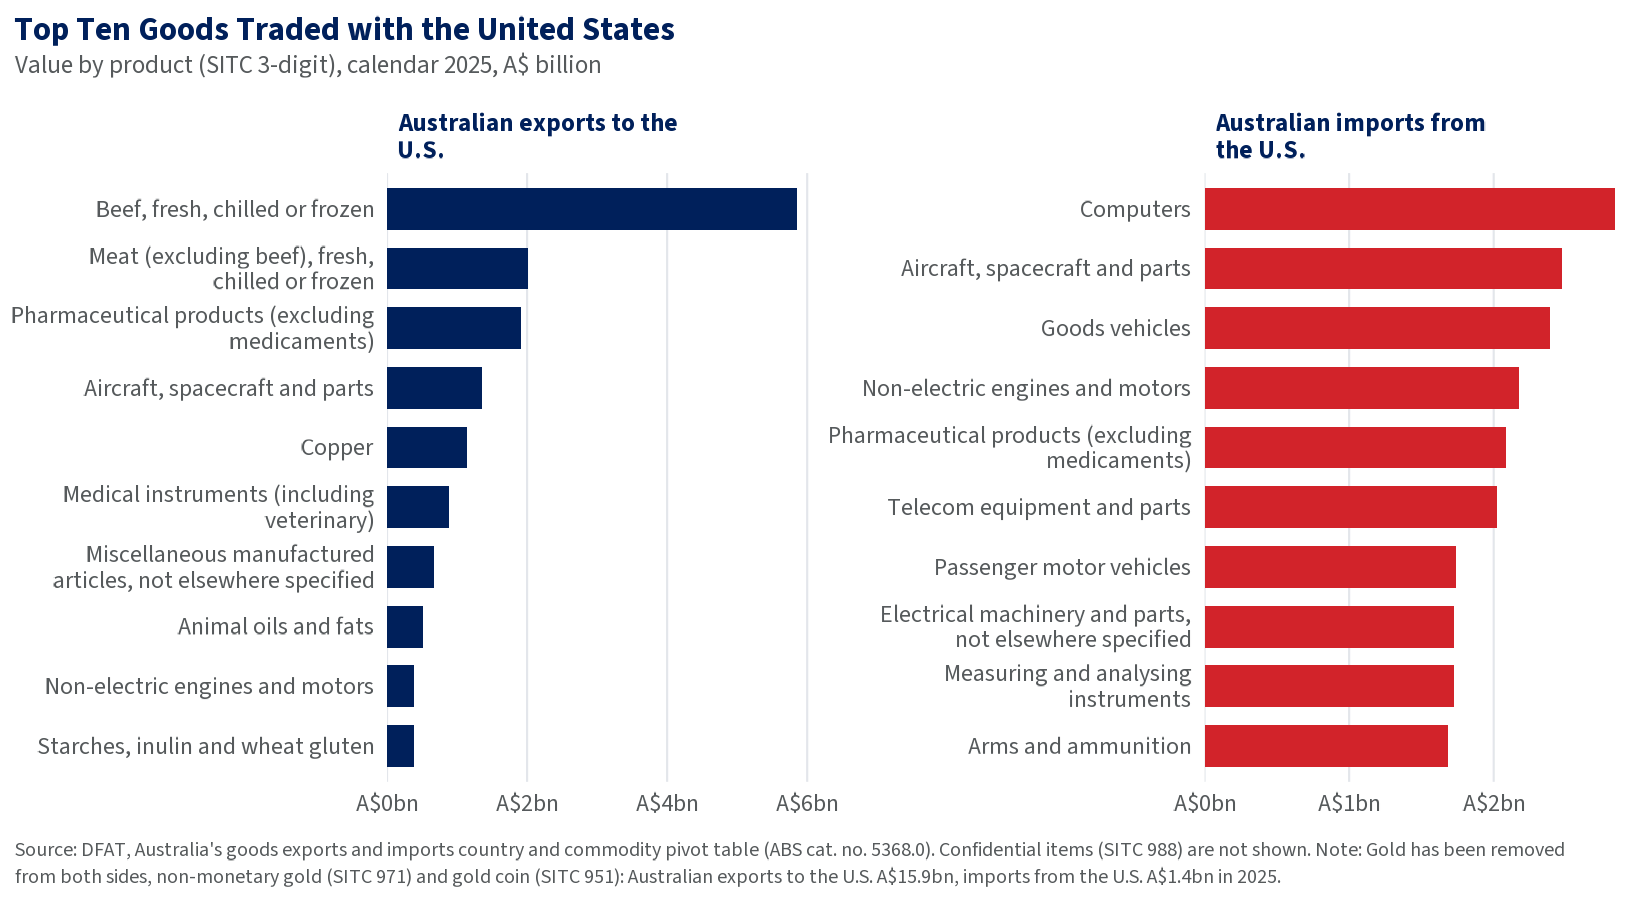 Top Ten Goods Traded with the United States
Value by product (SITC 3-digit), calendar 2025, A$ billion
Australian exports to the
U.S.
Beef, fresh, chilled or frozen
Meat (excluding beef), fresh,
chilled or frozen
Pharmaceutical products (excluding
medicaments)
Aircraft, spacecraft and parts
Copper
Medical instruments (including
veterinary)
Miscellaneous manufactured
articles, not elsewhere specified
Animal oils and fats
Non-electric engines and motors
Starches, inulin and wheat gluten
A$0bn
A$2bn
A$4bn
A$6bn
Australian imports from
the U.S.
Computers
Aircraft, spacecraft and parts
Goods vehicles
Non-electric engines and motors
Pharmaceutical products (excluding
medicaments)
Telecom equipment and parts
Passenger motor vehicles
Electrical machinery and parts,
not elsewhere specified
Measuring and analysing
instruments
Arms and ammunition
A$0bn
A$1bn
A$2bn
Source: DFAT, Australia's goods exports and imports country and commodity pivot table (ABS cat. no. 5368.0). Confidential items (SITC 988) are not shown. Note: Gold has been removed
from both sides, non-monetary gold (SITC 971) and gold coin (SITC 951): Australian exports to the U.S. A$15.9bn, imports from the U.S. A$1.4bn in 2025.